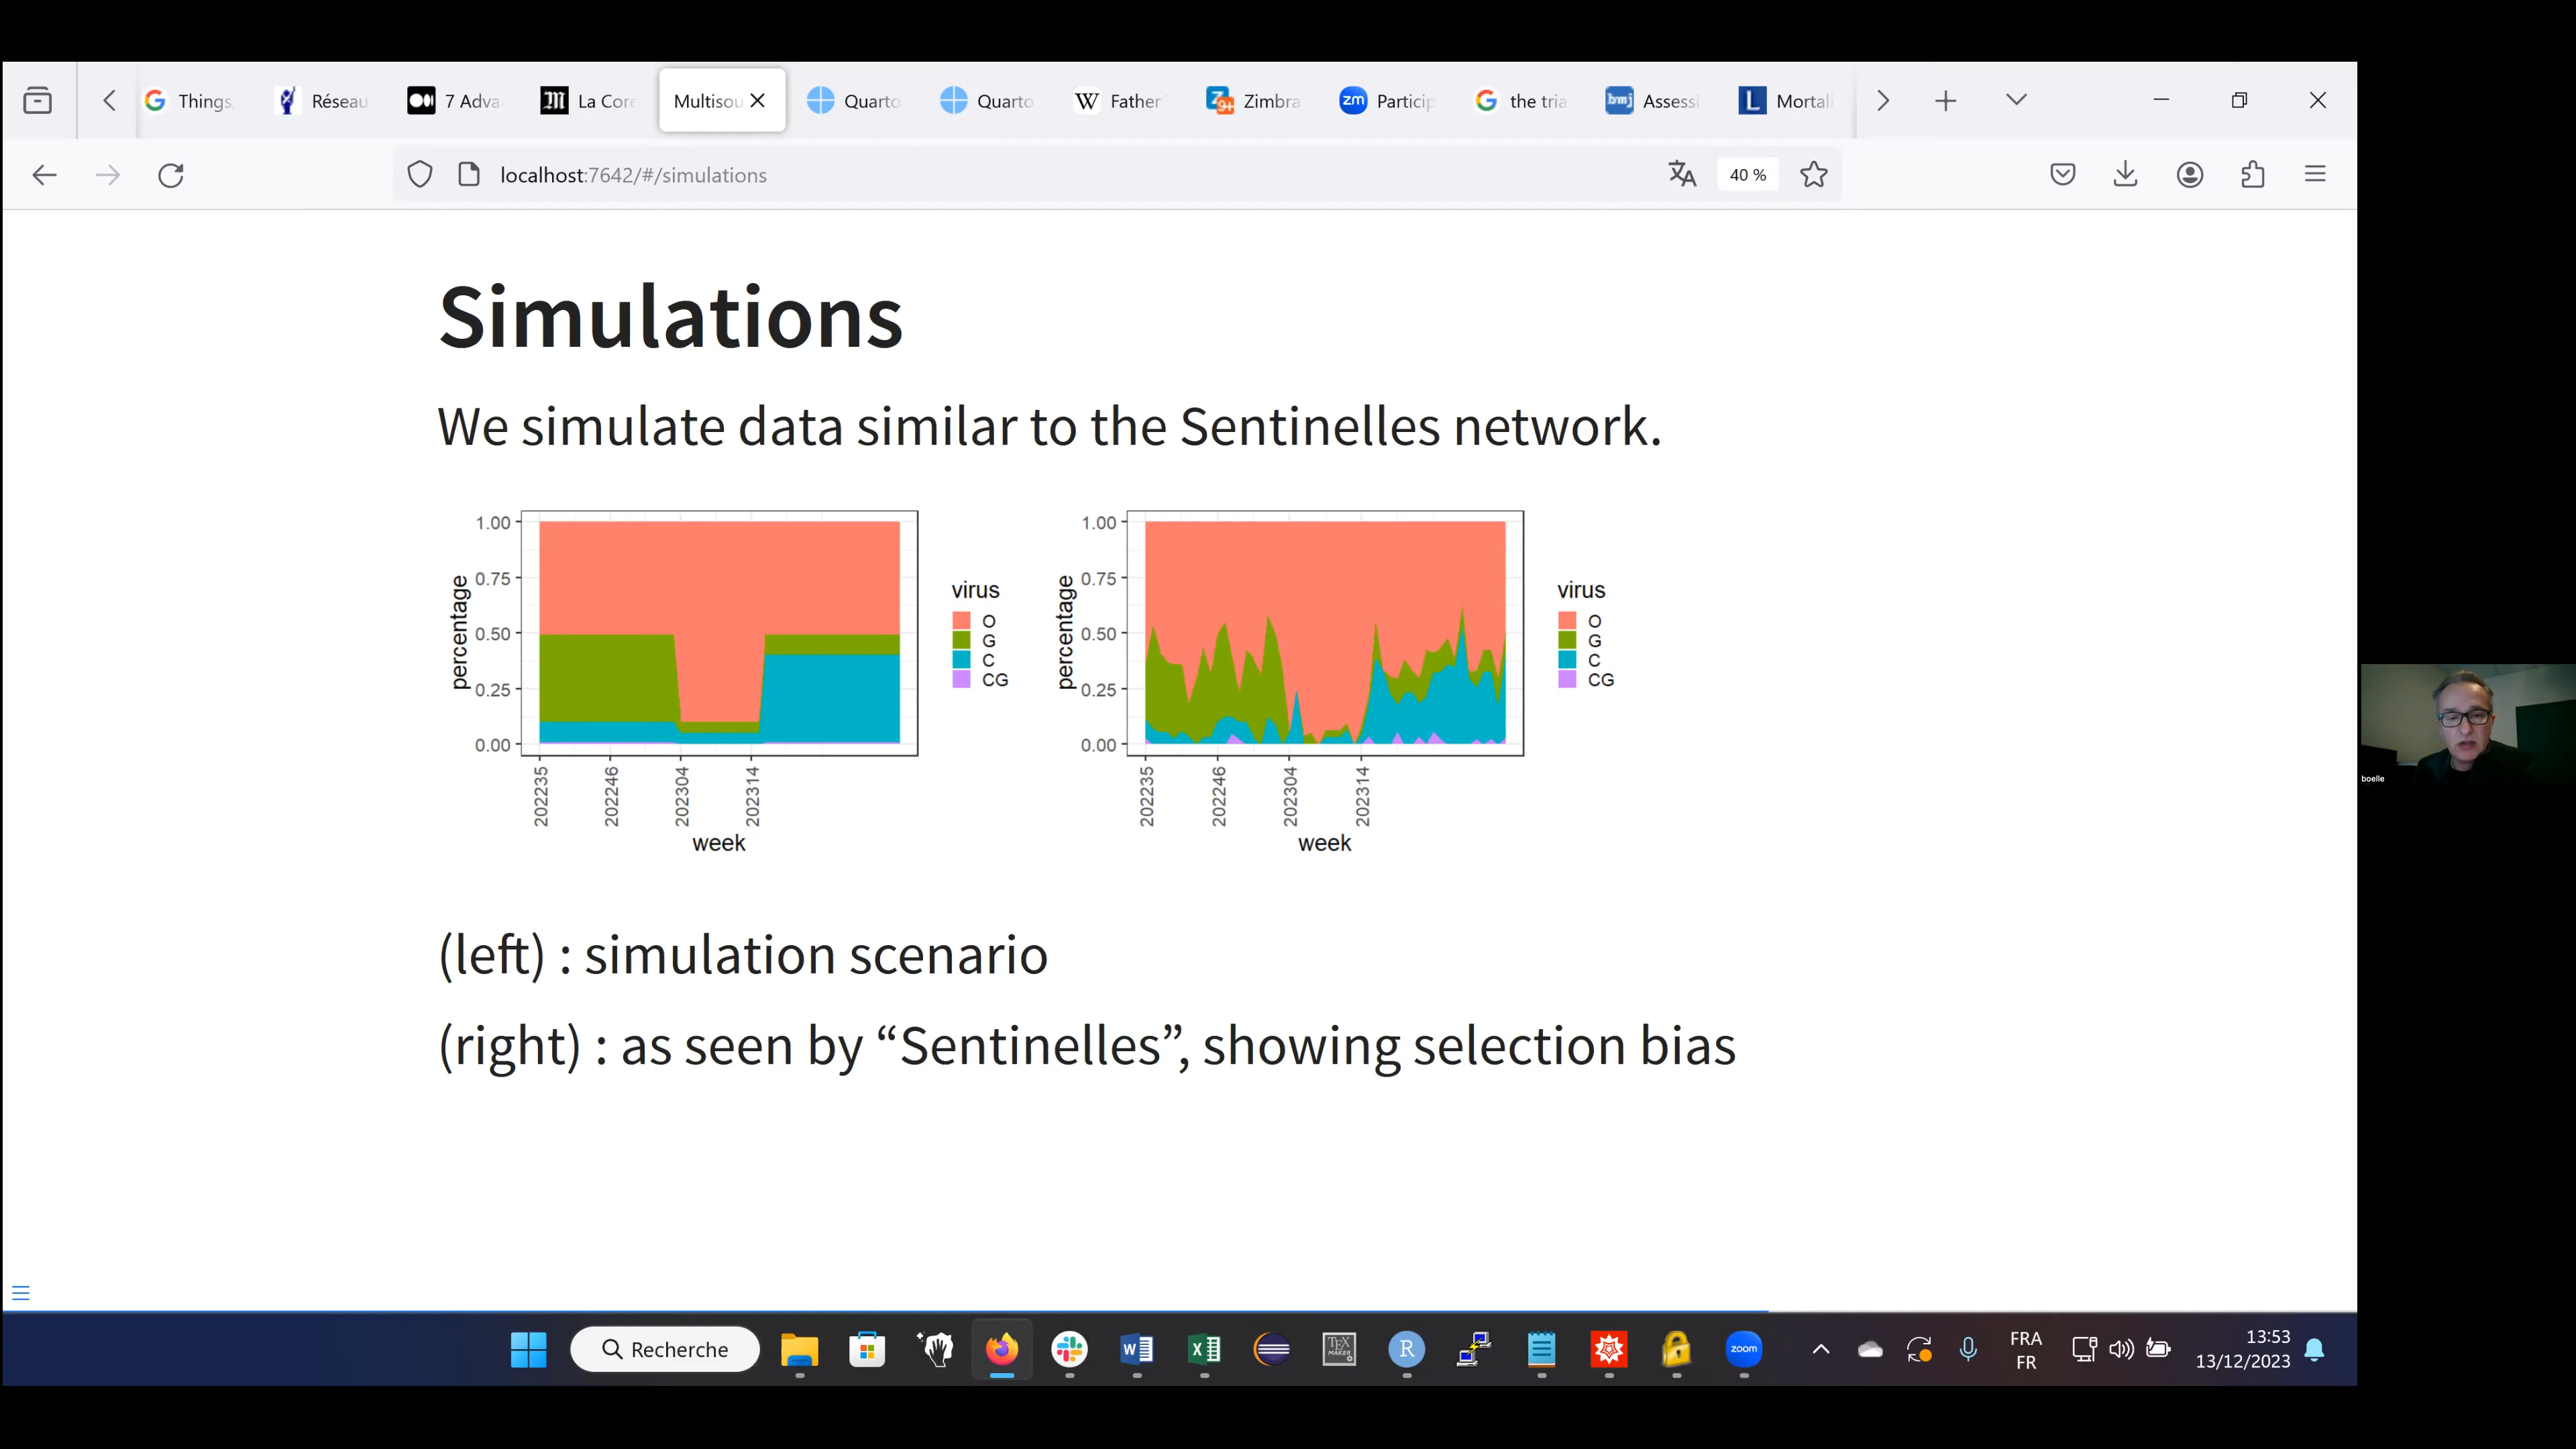 Things
Réseau
7 Adva
La Cor
Multisou
Quarto
Quarto
Father
Zimbra
Particip
the tria
Assessi
Mortali
localhost:7642/#/simulations
40 %
Simulations
We simulate data similar to the Sentinelles network.
percentage
1.00
0.75
0.50
0.25
0.00
202235
202246
202304
202314
week
virus
O
G
C
CG
percentage
1.00
0.75
0.50
0.25
0.00
202235
202246
202304
202314
week
virus
O
G
C
CG
(left) : simulation scenario
(right) : as seen by “Sentinelles”, showing selection bias
boelle
Recherche
zoom
FRA
FR
13:53
13/12/2023